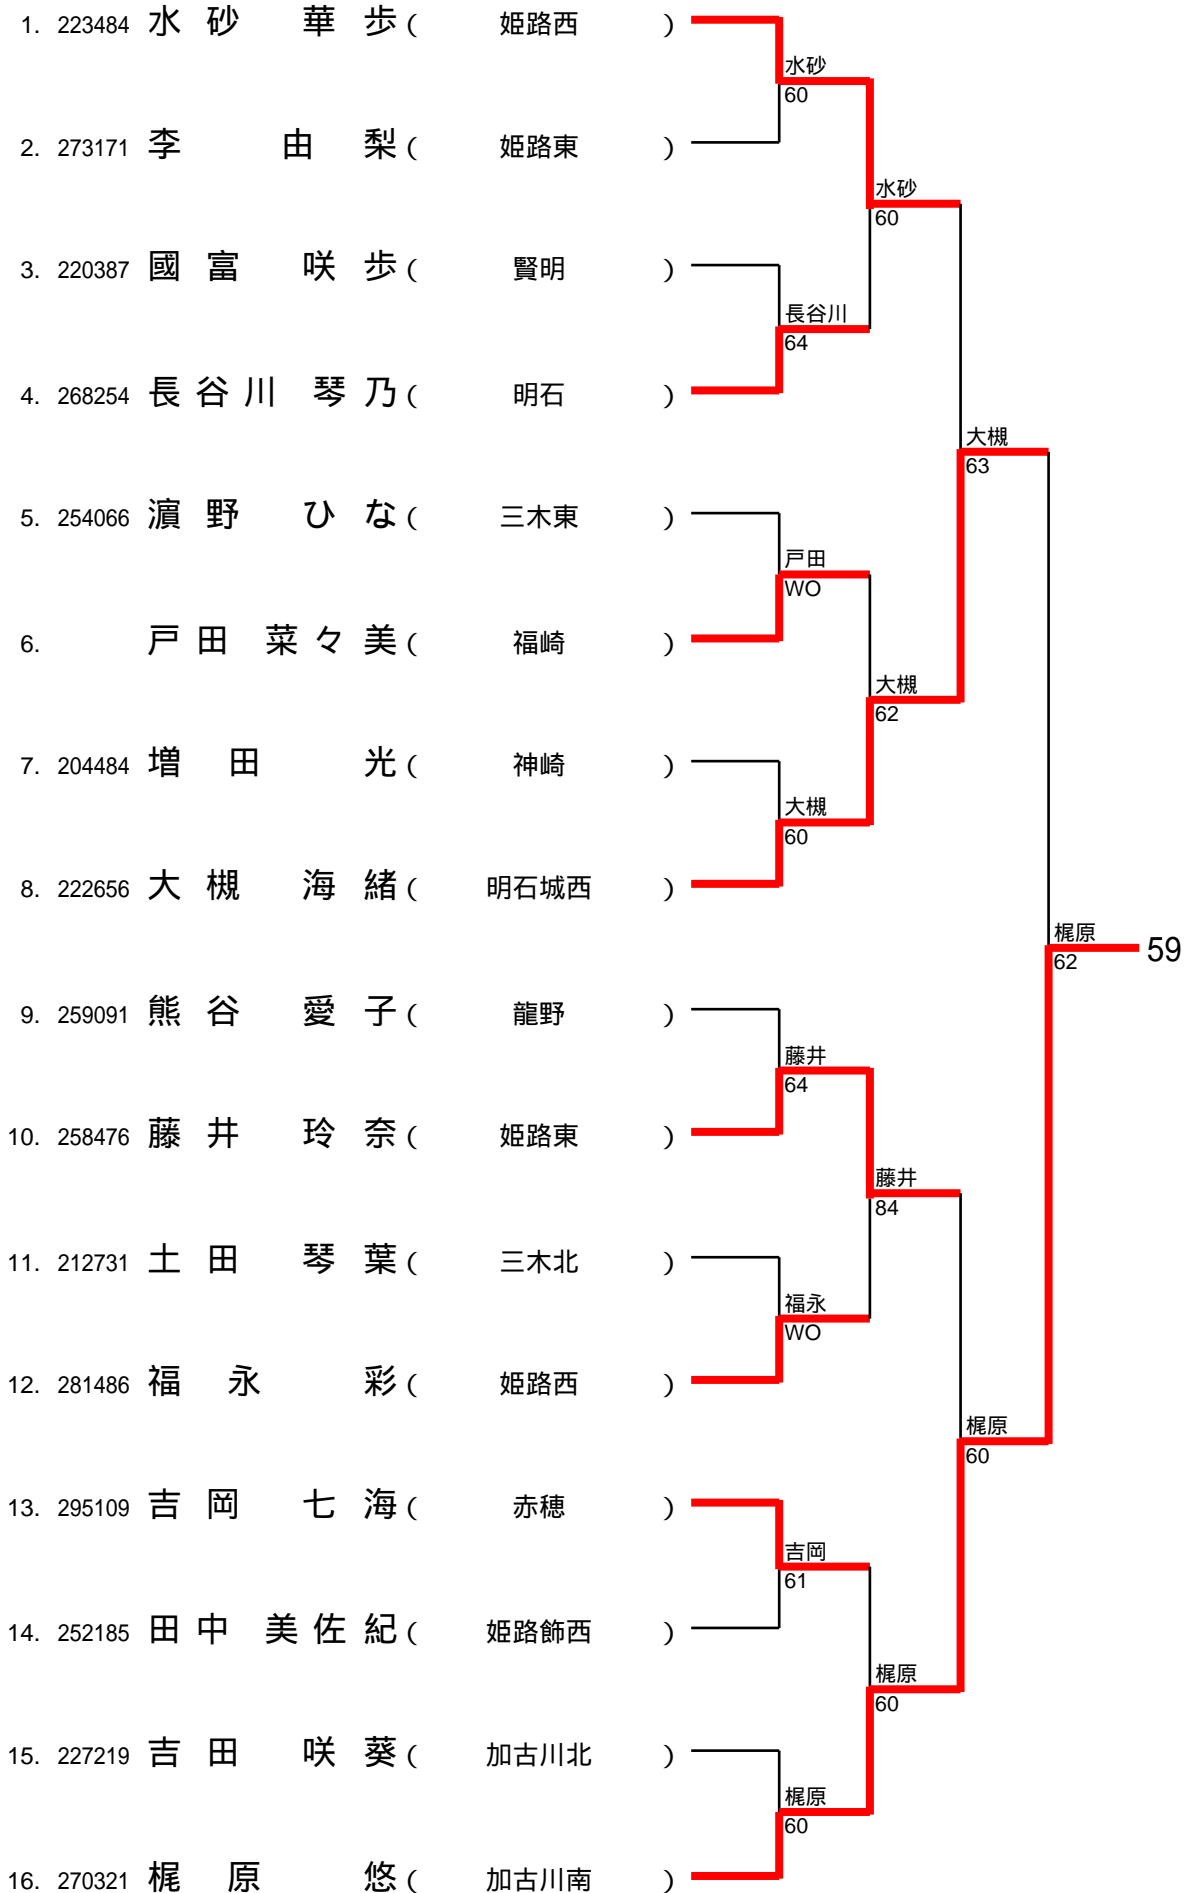 1. 223484 水砂 華歩 ( 姫路西 )
水砂
60
2. 273171 李 由梨 ( 姫路東 )
水砂
60
3. 220387 國富 咲歩 ( 賢明 )
長谷川
64
4. 268254 長谷川 琴乃 ( 明石 )
大槻
63
5. 254066 濵野 ひな ( 三木東 )
戸田
WO
6. 戸田 菜々美 ( 福崎 )
大槻
62
7. 204484 増田 光 ( 神崎 )
大槻
60
8. 222656 大槻 海緒 ( 明石城西 )
梶原
62
59
9. 259091 熊谷 愛子 ( 龍野 )
藤井
64
10. 258476 藤井 玲奈 ( 姫路東 )
藤井
84
11. 212731 土田 琴葉 ( 三木北 )
福永
WO
12. 281486 福永 彩 ( 姫路西 )
梶原
60
13. 295109 吉岡 七海 ( 赤穂 )
吉岡
61
14. 252185 田中 美佐紀 ( 姫路飾西 )
梶原
60
15. 227219 吉田 咲葵 ( 加古川北 )
梶原
60
16. 270321 梶原 悠 ( 加古川南 )